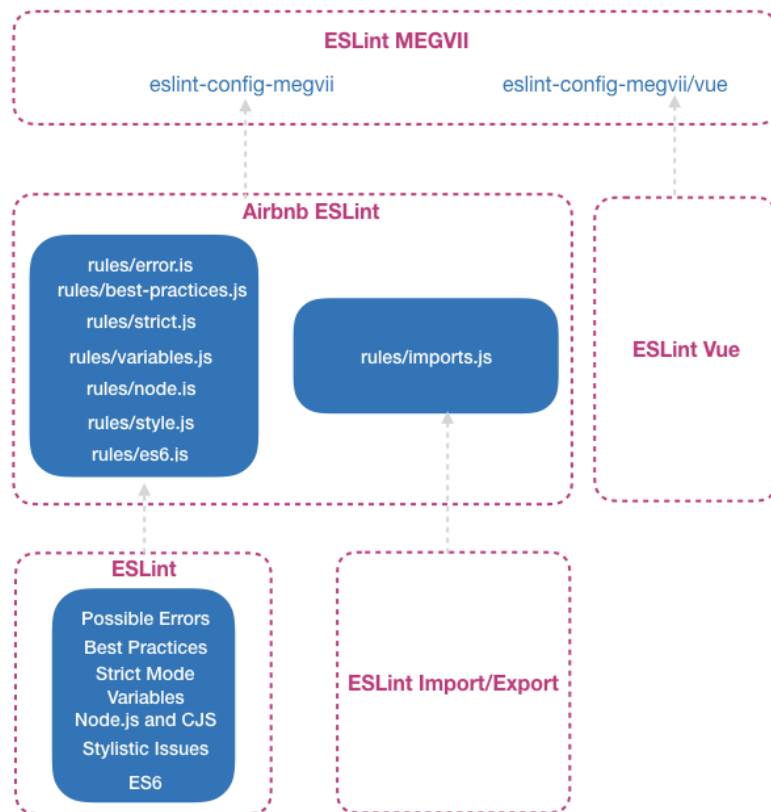 ESLint MEGVII
eslint-config-megvii
eslint-config-megvii/vue
Airbnb ESLint
rules/error.is
rules/best-practices.js
rules/strict.js
rules/variables.js
rules/node.is
rules/style.js
rules/es6.js
rules/imports.js
ESLint Vue
ESLint
Possible Errors
Best Practices
Strict Mode
Variables
Node.js and CJS
Stylistic Issues
ES6
ESLint Import/Export